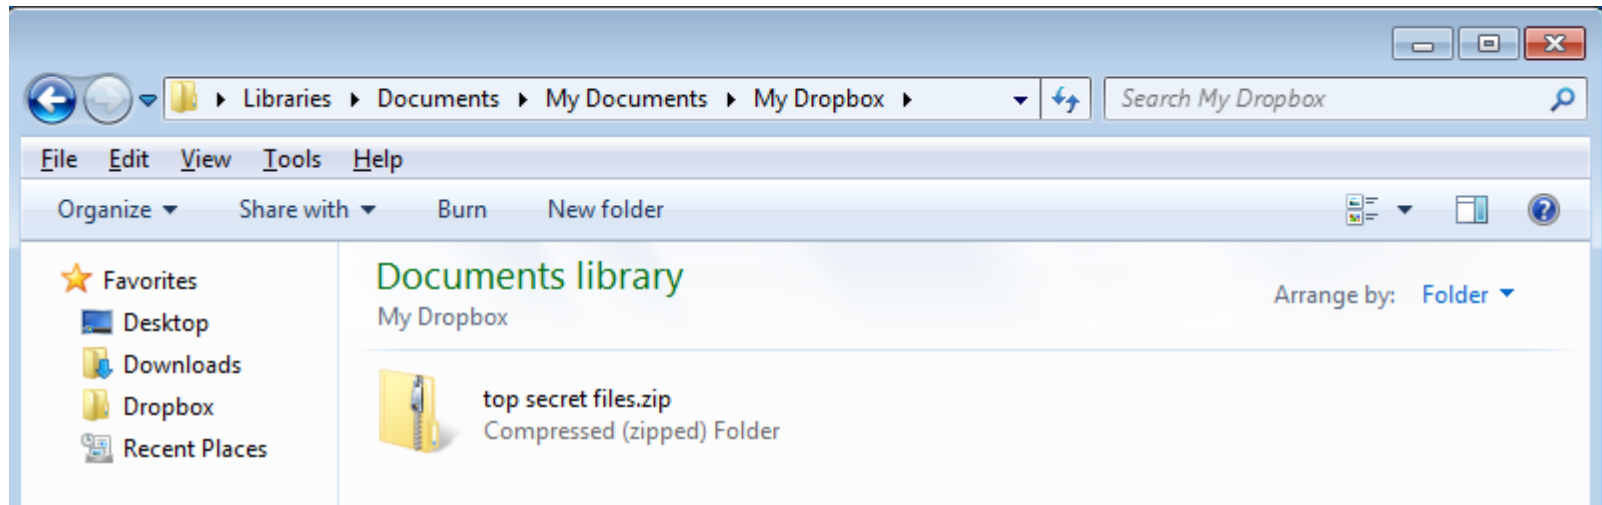 Libraries Documents My Documents My Dropbox Search My Dropbox
File Edit View Tools Help
Organize Share with Burn New folder
Favorites
Desktop
Downloads
Dropbox
Recent Places
Documents library
My Dropbox
Arrange by: Folder
top secret files.zip
Compressed (zipped) Folder